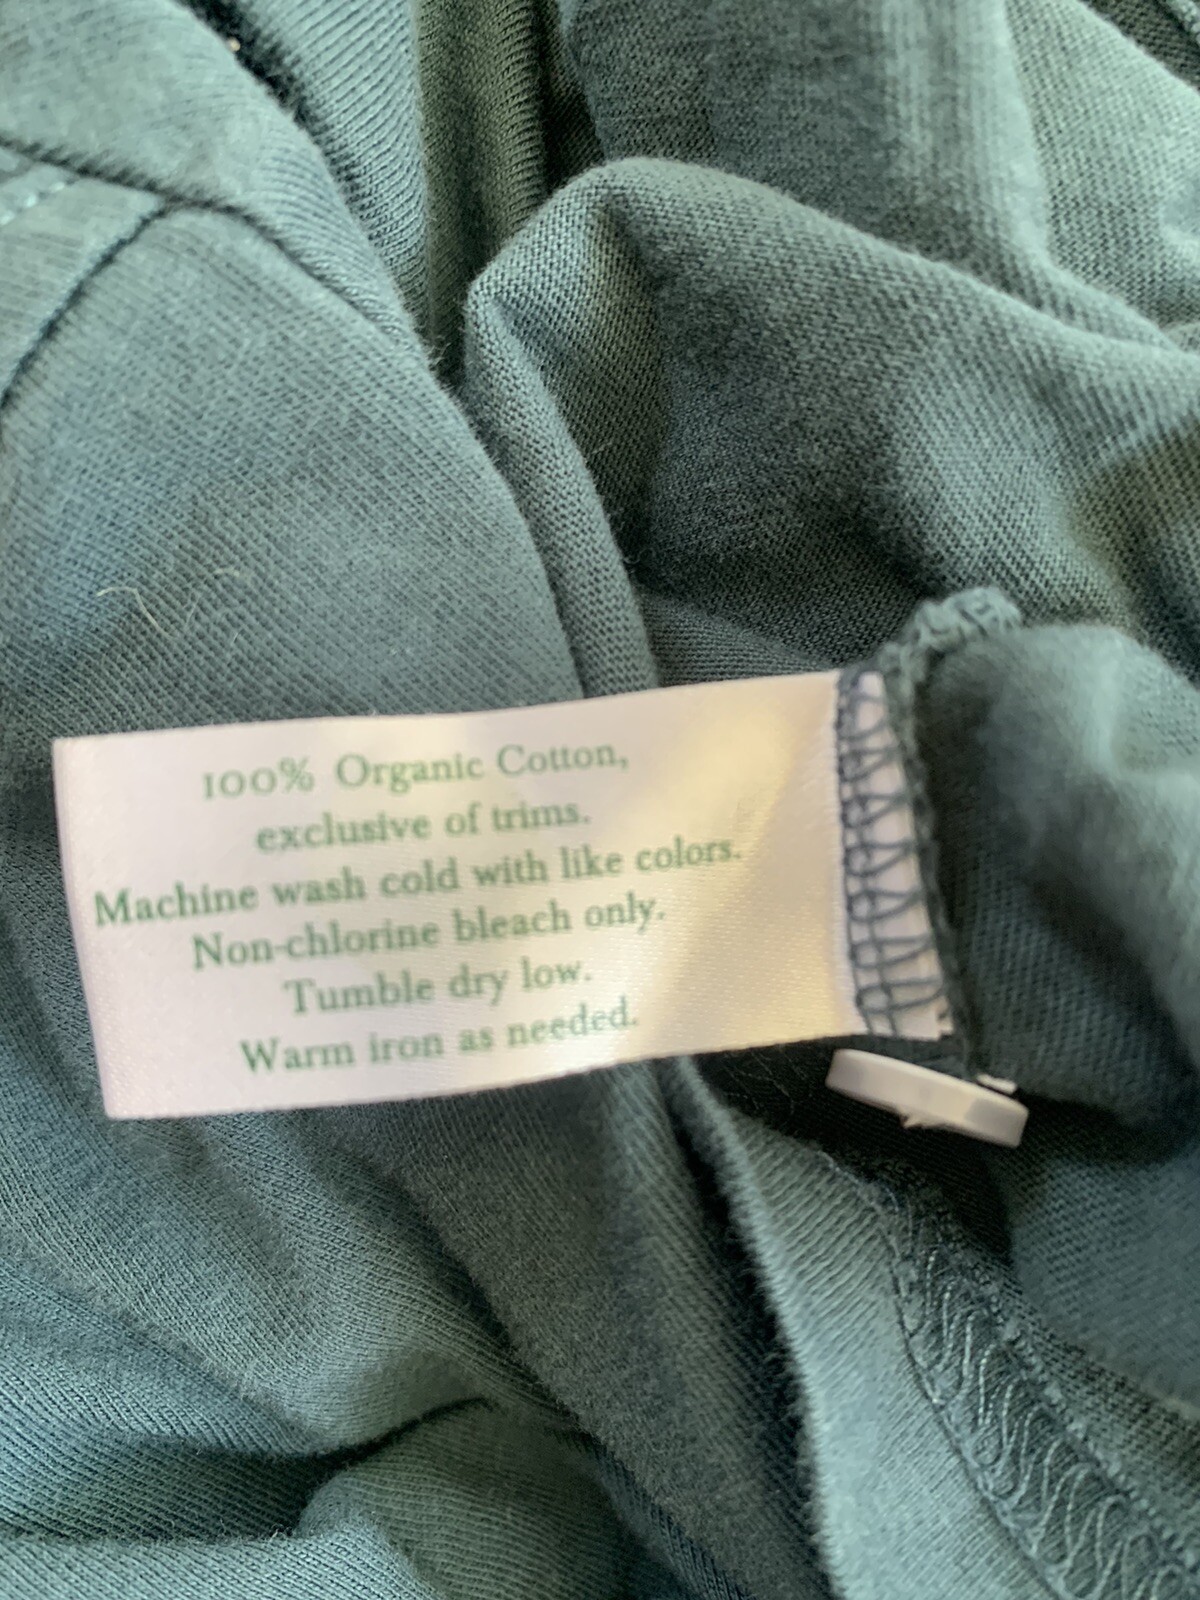 100% Organic Cotton,
exclusive of trims.
Machine wash cold with like colors.
Non-chlorine bleach only.
Tumble dry low.
Warm iron as needed.